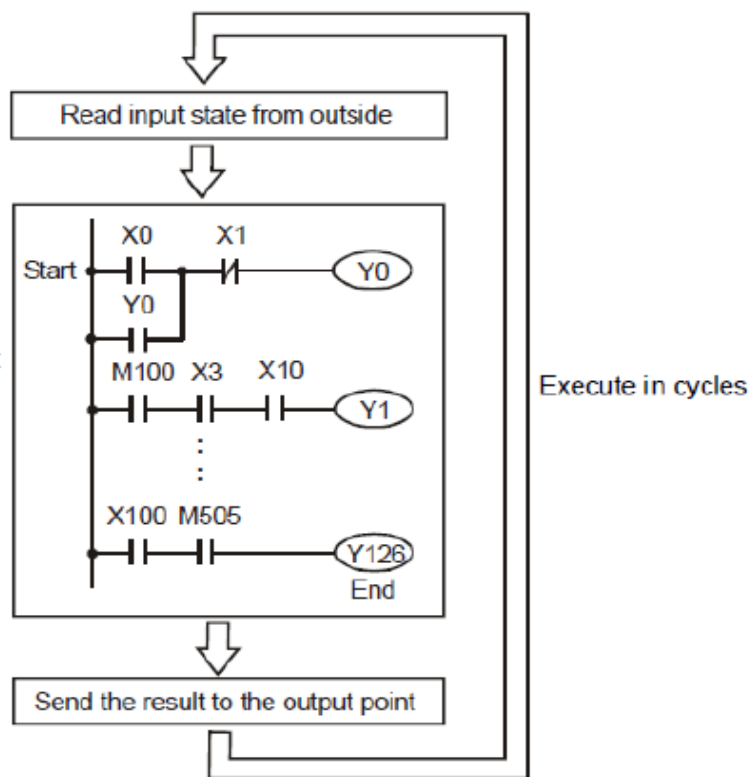 Read input state from outside
X0 X1
Start Y0
Y0
M100 X3 X10
Y1
Execute in cycles
X100 M505
Y126
End
Send the result to the output point